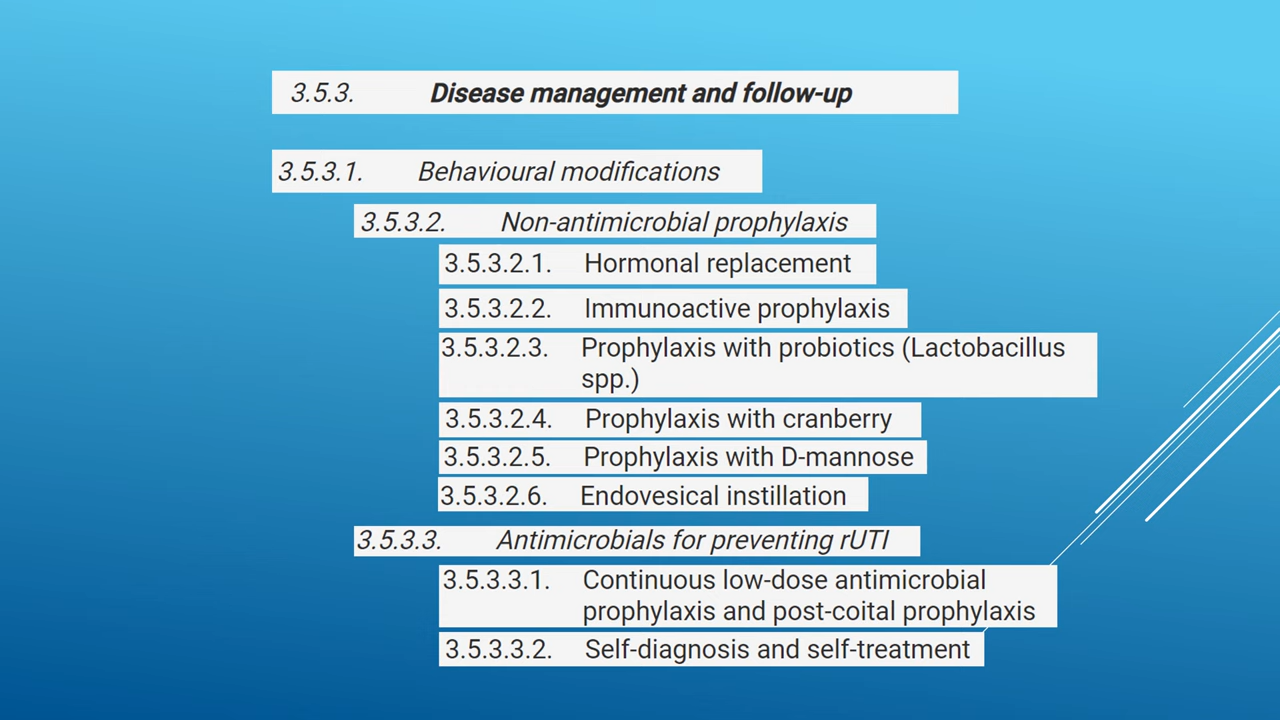 3.5.3. Disease management and follow-up
3.5.3.1. Behavioural modifications
3.5.3.2. Non-antimicrobial prophylaxis
3.5.3.2.1. Hormonal replacement
3.5.3.2.2. Immunoactive prophylaxis
3.5.3.2.3. Prophylaxis with probiotics (Lactobacillus
spp.)
3.5.3.2.4. Prophylaxis with cranberry
3.5.3.2.5. Prophylaxis with D-mannose
3.5.3.2.6. Endovesical instillation
3.5.3.3. Antimicrobials for preventing rUTI
3.5.3.3.1. Continuous low-dose antimicrobial
prophylaxis and post-coital prophylaxis
3.5.3.3.2. Self-diagnosis and self-treatment